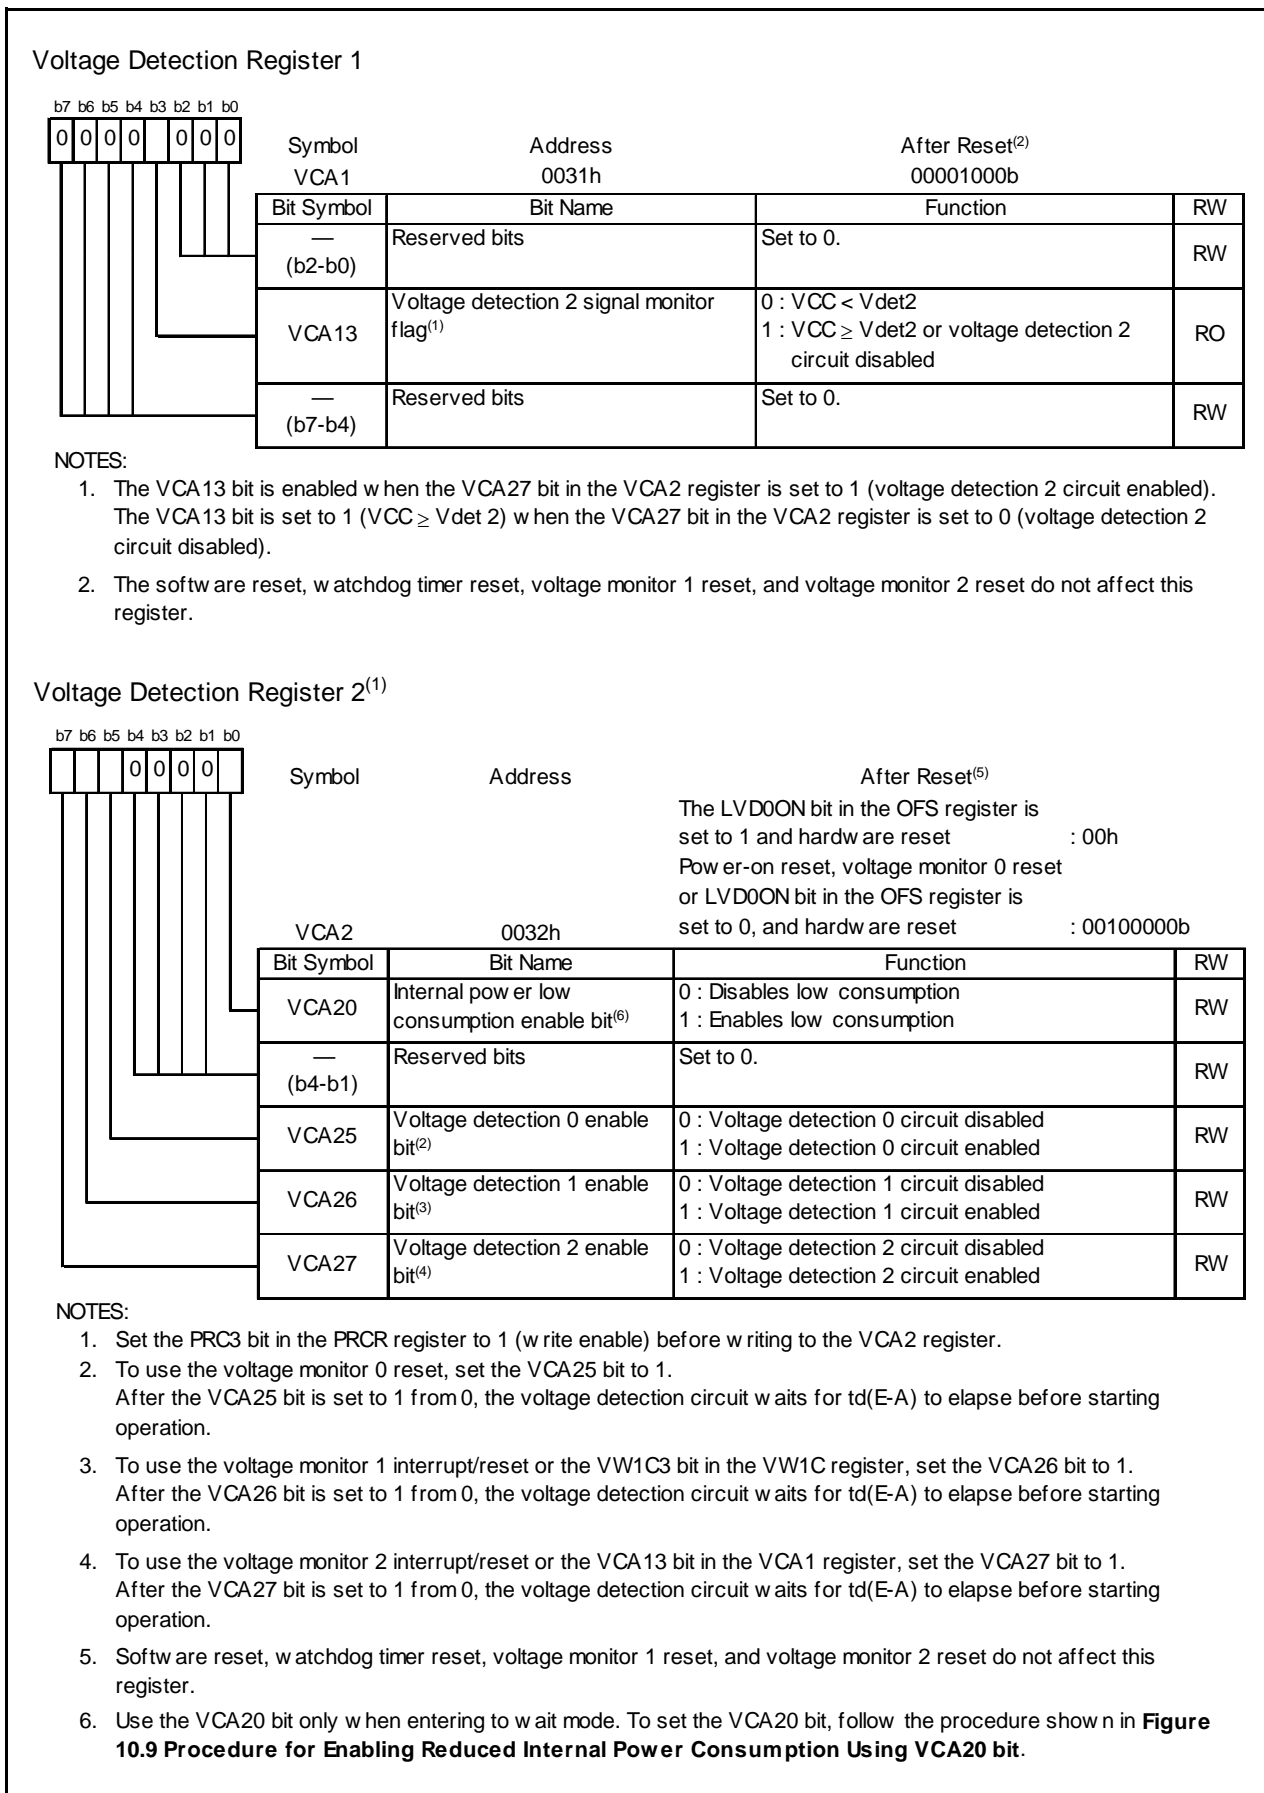 Voltage Detection Register 1
b7 b6 b5 b4 b3 b2 b1 b0
0 0 0 0 0 0 0
Symbol Address After Reset(2)
VCA1 0031h 00001000b
Bit Symbol Bit Name Function RW
— (b2-b0) Reserved bits Set to 0. RW
VCA13 Voltage detection 2 signal monitor flag(1) 0 : VCC < Vdet2
1 : VCC ≥ Vdet2 or voltage detection 2
circuit disabled
RO
— (b7-b4) Reserved bits Set to 0. RW
NOTES:
1. The VCA13 bit is enabled when the VCA27 bit in the VCA2 register is set to 1 (voltage detection 2 circuit enabled).
The VCA13 bit is set to 1 (VCC ≥ Vdet 2) when the VCA27 bit in the VCA2 register is set to 0 (voltage detection 2
circuit disabled).
2. The software reset, watchdog timer reset, voltage monitor 1 reset, and voltage monitor 2 reset do not affect this
register.
Voltage Detection Register 2(1)
b7 b6 b5 b4 b3 b2 b1 b0
0 0 0 0
Symbol Address After Reset(5)
The LVD0ON bit in the OFS register is
set to 1 and hardware reset : 00h
Power-on reset, voltage monitor 0 reset
or LVD0ON bit in the OFS register is
set to 0, and hardware reset : 00100000b
VCA2 0032h
Bit Symbol Bit Name Function RW
VCA20 Internal power low
consumption enable bit(6)
0 : Disables low consumption
1 : Enables low consumption
RW
— (b4-b1) Reserved bits Set to 0. RW
VCA25 Voltage detection 0 enable
bit(2)
0 : Voltage detection 0 circuit disabled
1 : Voltage detection 0 circuit enabled
RW
VCA26 Voltage detection 1 enable
bit(3)
0 : Voltage detection 1 circuit disabled
1 : Voltage detection 1 circuit enabled
RW
VCA27 Voltage detection 2 enable
bit(4)
0 : Voltage detection 2 circuit disabled
1 : Voltage detection 2 circuit enabled
RW
NOTES:
1. Set the PRC3 bit in the PRCR register to 1 (write enable) before writing to the VCA2 register.
2. To use the voltage monitor 0 reset, set the VCA25 bit to 1.
After the VCA25 bit is set to 1 from 0, the voltage detection circuit waits for td(E-A) to elapse before starting
operation.
3. To use the voltage monitor 1 interrupt/reset or the VW1C3 bit in the VW1C register, set the VCA26 bit to 1.
After the VCA26 bit is set to 1 from 0, the voltage detection circuit waits for td(E-A) to elapse before starting
operation.
4. To use the voltage monitor 2 interrupt/reset or the VCA13 bit in the VCA1 register, set the VCA27 bit to 1.
After the VCA27 bit is set to 1 from 0, the voltage detection circuit waits for td(E-A) to elapse before starting
operation.
5. Software reset, watchdog timer reset, voltage monitor 1 reset, and voltage monitor 2 reset do not affect this
register.
6. Use the VCA20 bit only when entering to wait mode. To set the VCA20 bit, follow the procedure shown in Figure
10.9 Procedure for Enabling Reduced Internal Power Consumption Using VCA20 bit.